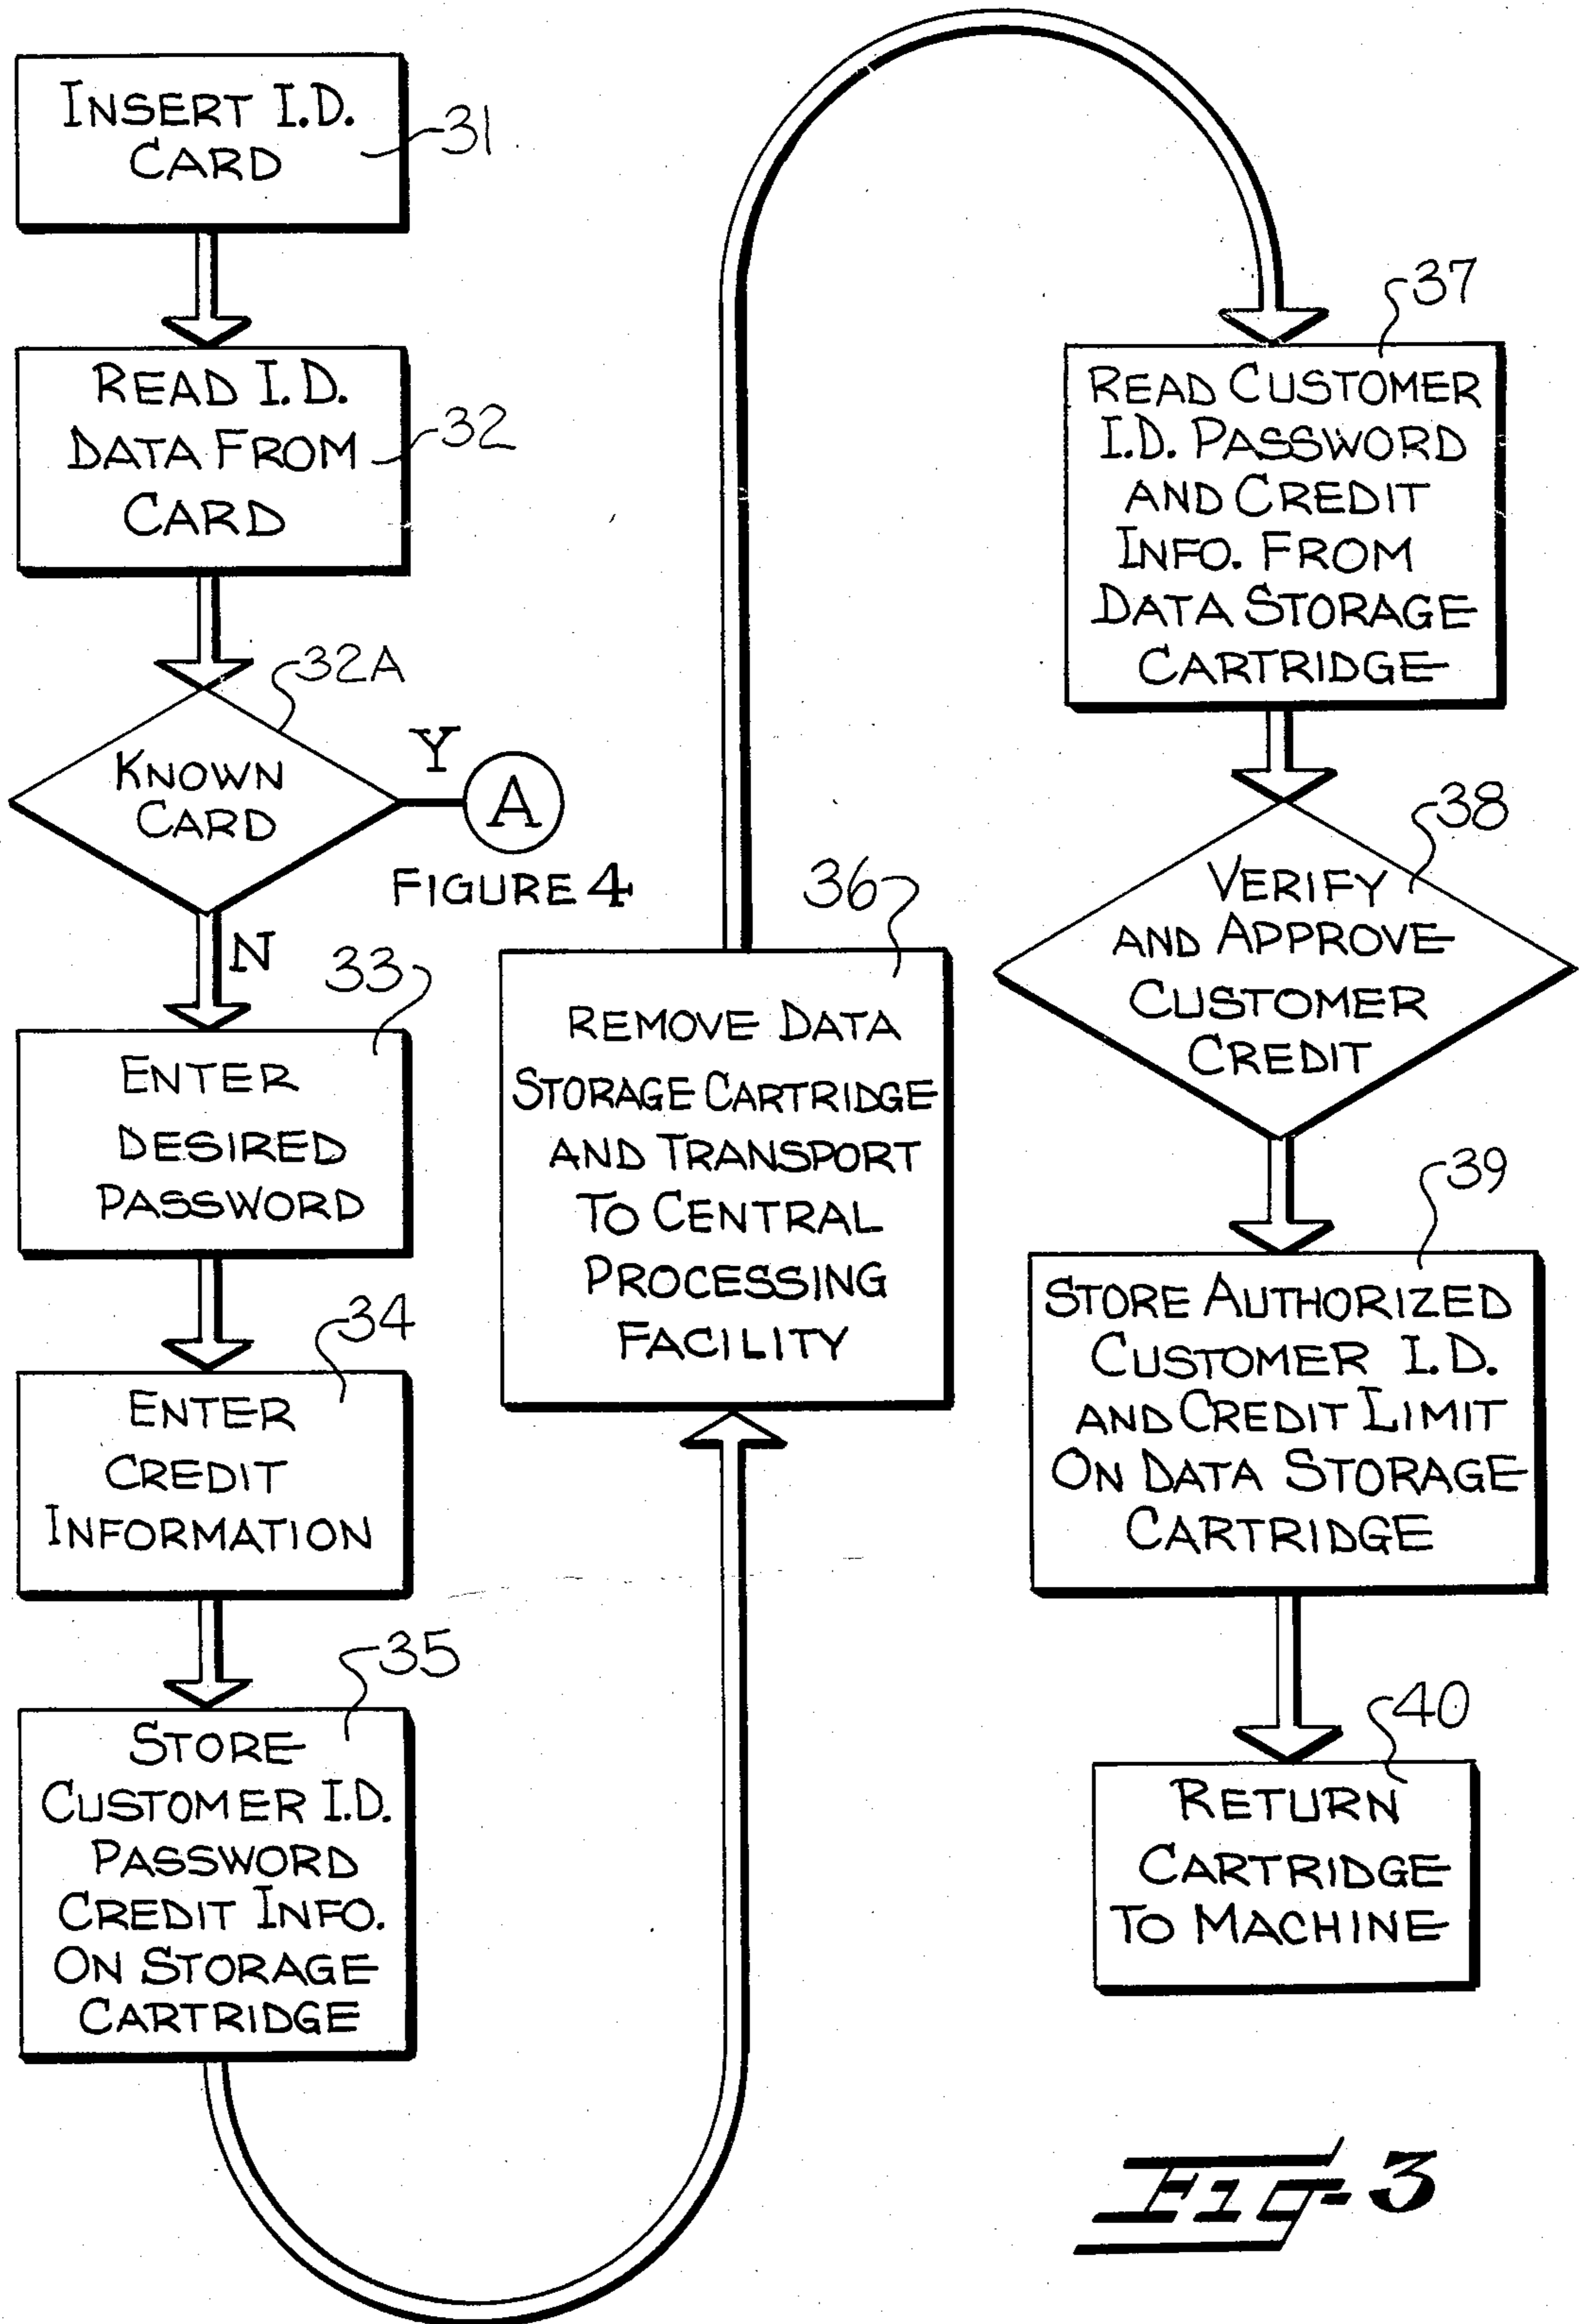 INSERT I.D.
CARD
31
READ I.D.
DATA FROM
CARD
32
32A
KNOWN
CARD
Y
A
FIGURE 4
N
33
ENTER
DESIRED
PASSWORD
34
ENTER
CREDIT
INFORMATION
35
STORE
CUSTOMER I.D.
PASSWORD
CREDIT INFO.
ON STORAGE
CARTRIDGE
36
REMOVE DATA
STORAGE CARTRIDGE
AND TRANSPORT
TO CENTRAL
PROCESSING
FACILITY
37
READ CUSTOMER
I.D. PASSWORD
AND CREDIT
INFO. FROM
DATA STORAGE
CARTRIDGE
38
VERIFY
AND APPROVE
CUSTOMER
CREDIT
39
STORE AUTHORIZED
CUSTOMER I.D.
AND CREDIT LIMIT
ON DATA STORAGE
CARTRIDGE
40
RETURN
CARTRIDGE
TO MACHINE
FIG-3